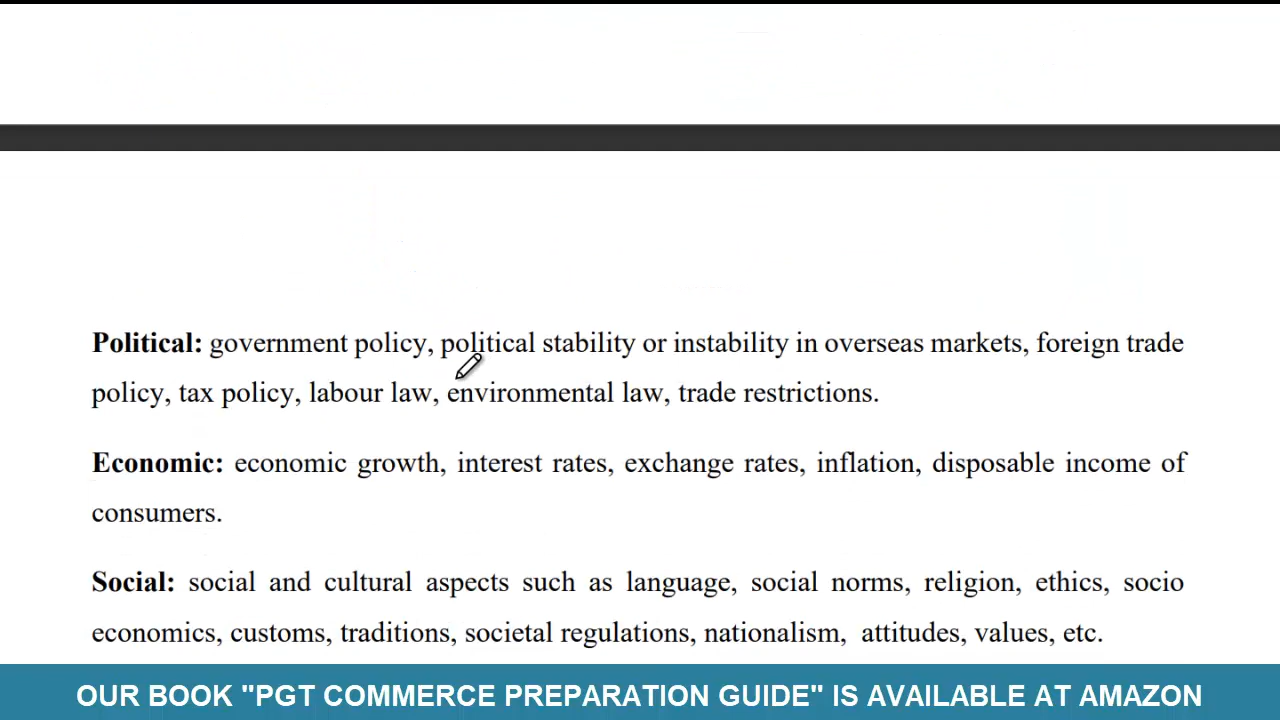 Political: government policy, political stability or instability in overseas markets, foreign trade
policy, tax policy, labour law, environmental law, trade restrictions.
Economic: economic growth, interest rates, exchange rates, inflation, disposable income of
consumers.
Social: social and cultural aspects such as language, social norms, religion, ethics, socio
economics, customs, traditions, societal regulations, nationalism, attitudes, values, etc.
OUR BOOK "PGT COMMERCE PREPARATION GUIDE" IS AVAILABLE AT AMAZON